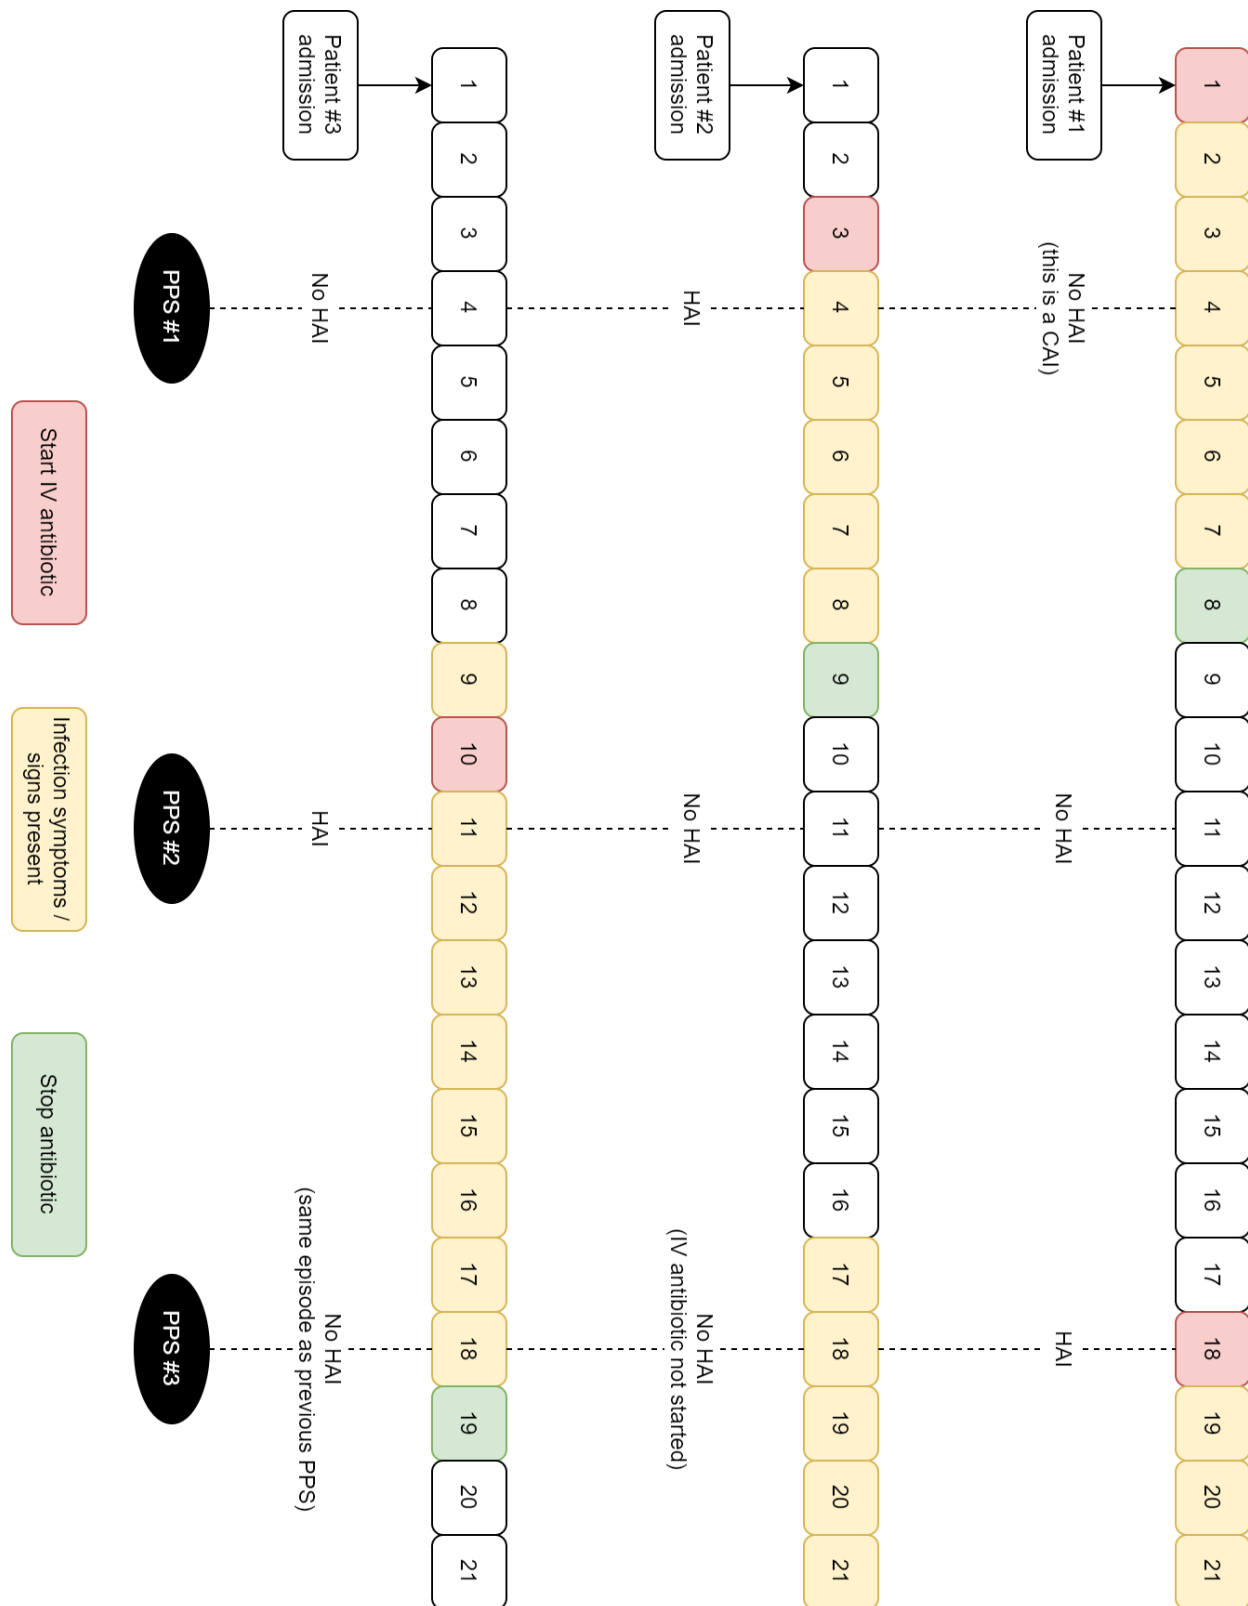 1 2 3 4 5 6 7 8 9 10 11 12 13 14 15 16 17 18 19 20 21
Patient #1
admission
No HAI
(this is a CAI)
No HAI
HAI
1 2 3 4 5 6 7 8 9 10 11 12 13 14 15 16 17 18 19 20 21
Patient #2
admission
HAI
No HAI
No HAI
(IV antibiotic not started)
1 2 3 4 5 6 7 8 9 10 11 12 13 14 15 16 17 18 19 20 21
Patient #3
admission
No HAI
HAI
No HAI
(same episode as previous PPS)
PPS #1
PPS #2
PPS #3
Start IV antibiotic
Infection symptoms /
signs present
Stop antibiotic